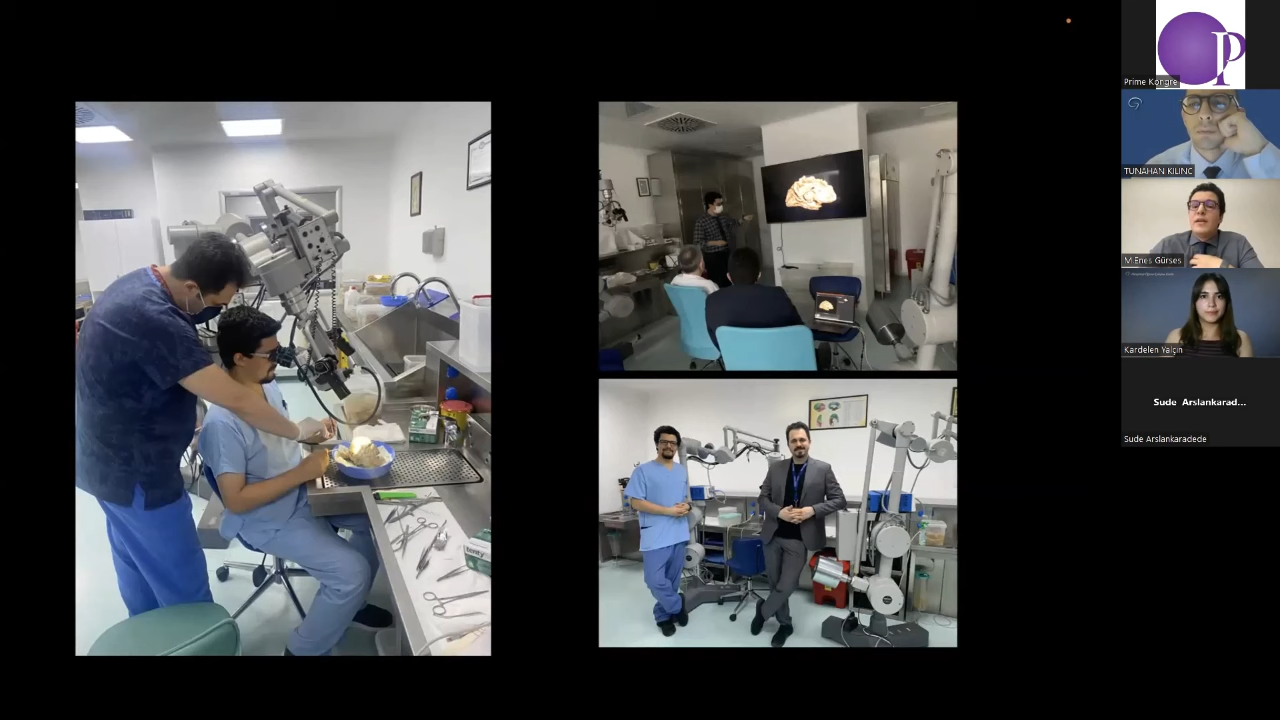 P
Prime Kongre
TUNAHAN KILINC
M.Enes Gürses
Kardelen Yalçın
Sude Arslankarad...
Sude Arslankaradede